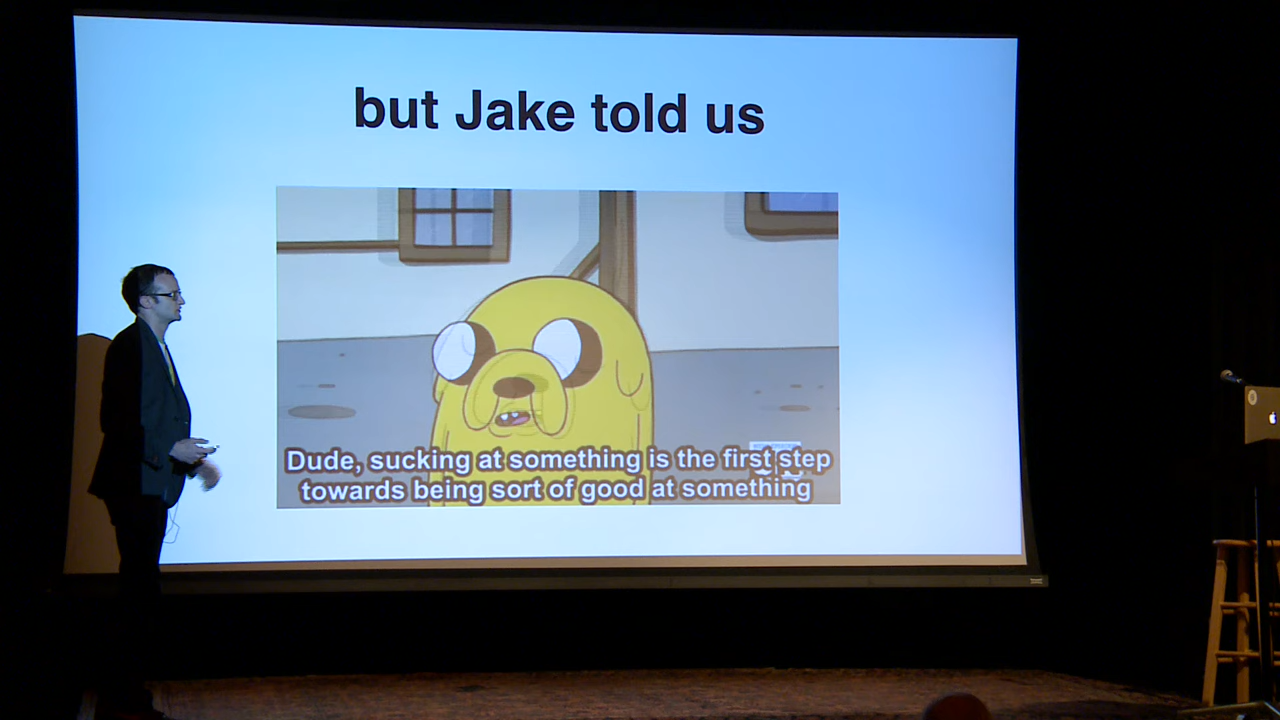 but Jake told us
Dude, sucking at something is the first step
towards being sort of good at something